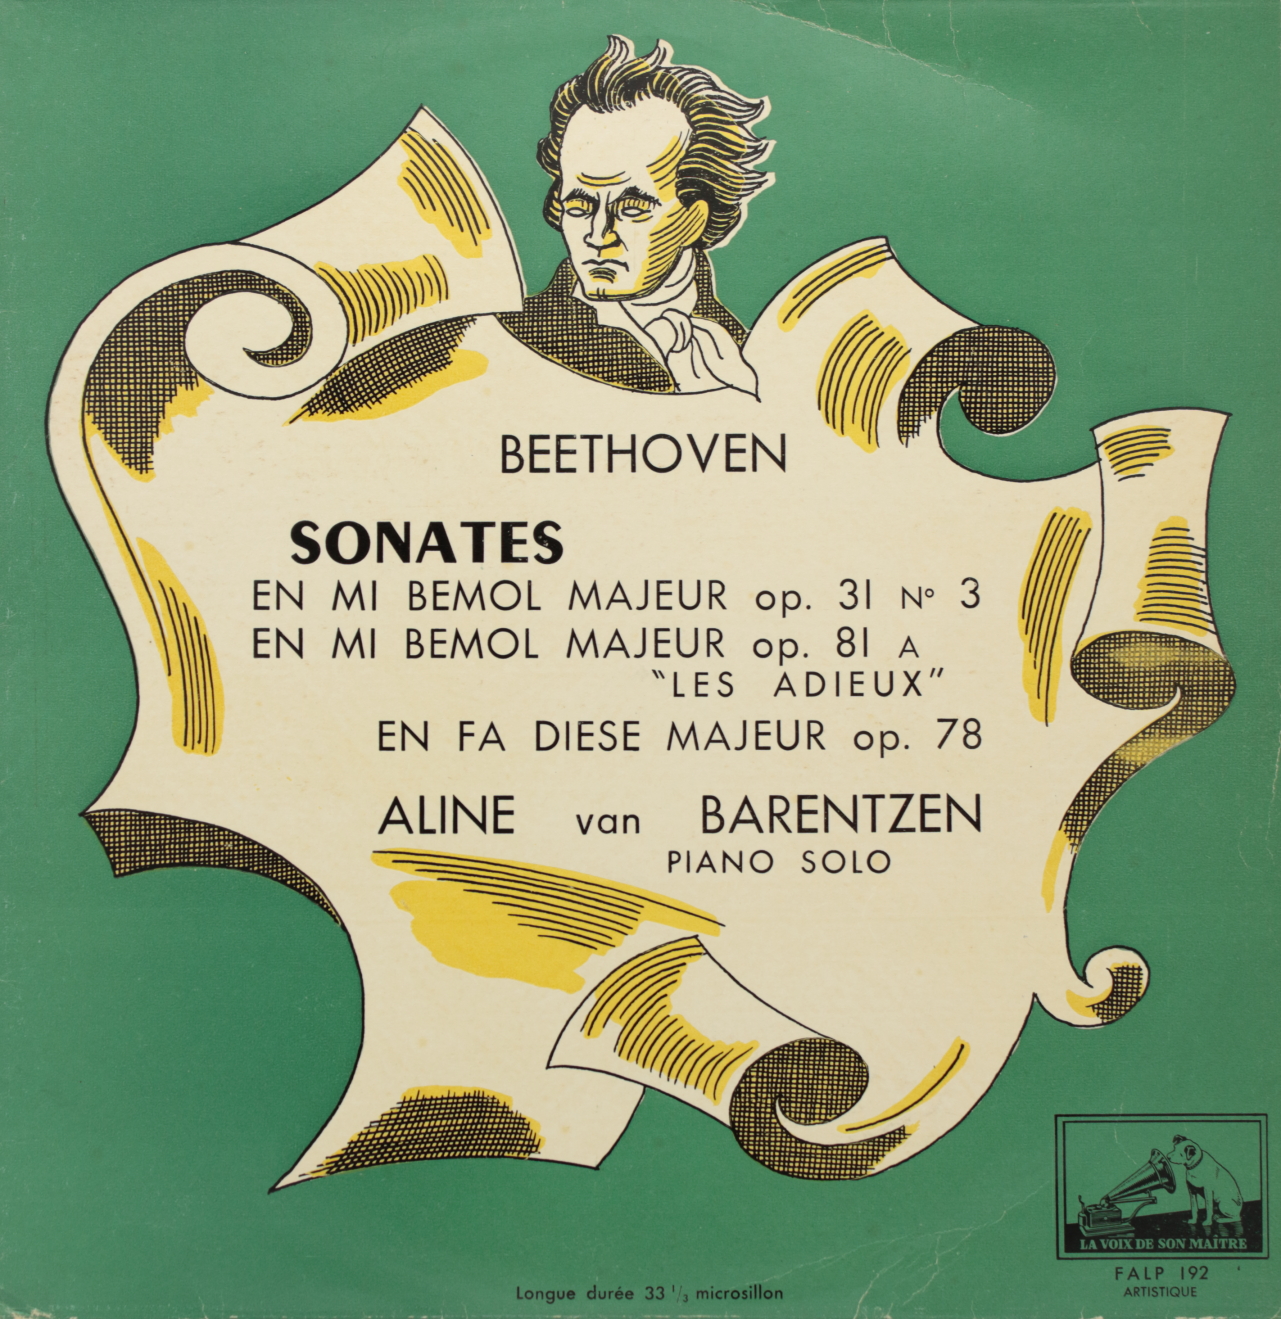 BEETHOVEN
SONATES
EN MI BEMOL MAJEUR op. 31 N° 3
EN MI BEMOL MAJEUR op. 81 A
"LES ADIEUX"
EN FA DIESE MAJEUR op. 78
ALINE van BARENTZEN
PIANO SOLO
LA VOIX DE SON MAITRE
FALP 192
ARTISTIQUE
Longue durée 33 1/3 microsillon